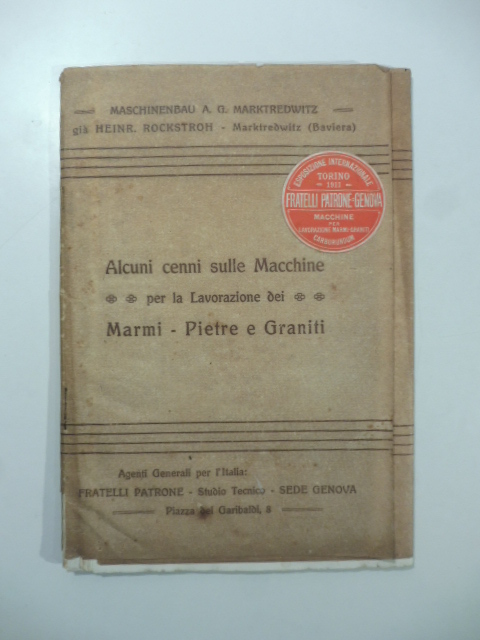 MASCHINENBAU A. G. MARKTREDWITZ
già HEINR. ROCKSTROH - Marktredwitz (Baviera)
ESPOSIZIONE INTERNAZIONALE
TORINO
- 1911 -
FRATELLI PATRONE-GENOVA
MACCHINE
PER
LAVORAZIONE MARMI-GRANITI
CARBORUNDUM
Alcuni cenni sulle Macchine
per la Lavorazione dei
Marmi - Pietre e Graniti
Agenti Generali per l'Italia:
FRATELLI PATRONE - Studio Tecnico - SEDE GENOVA
Piazza dei Garibaldi, 8